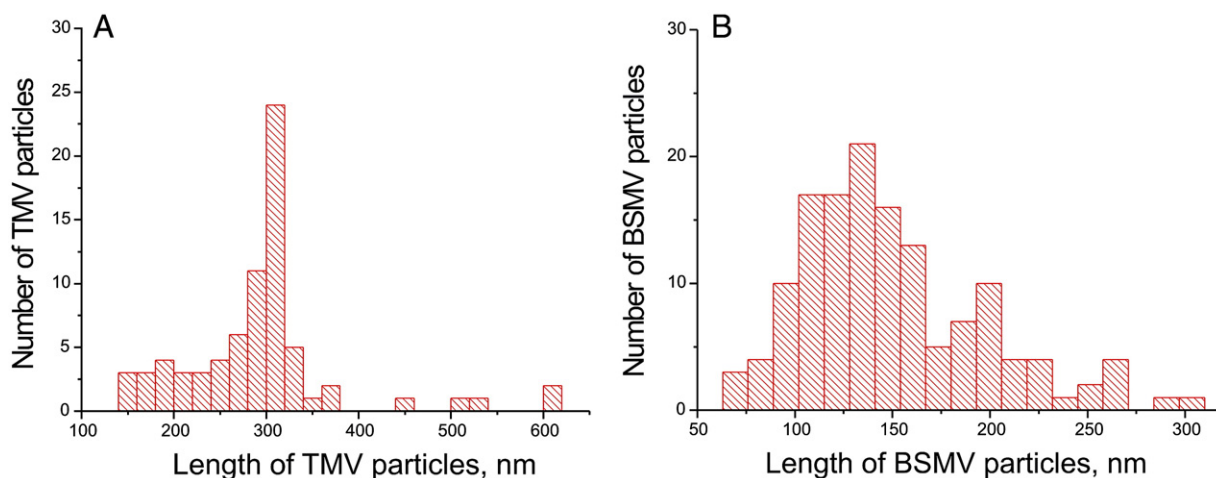 A
30
25
20
15
10
5
0
Number of TMV particles
100 200 300 400 500 600
Length of TMV particles, nm
B
30
20
10
0
Number of BSMV particles
50 100 150 200 250 300
Length of BSMV particles, nm